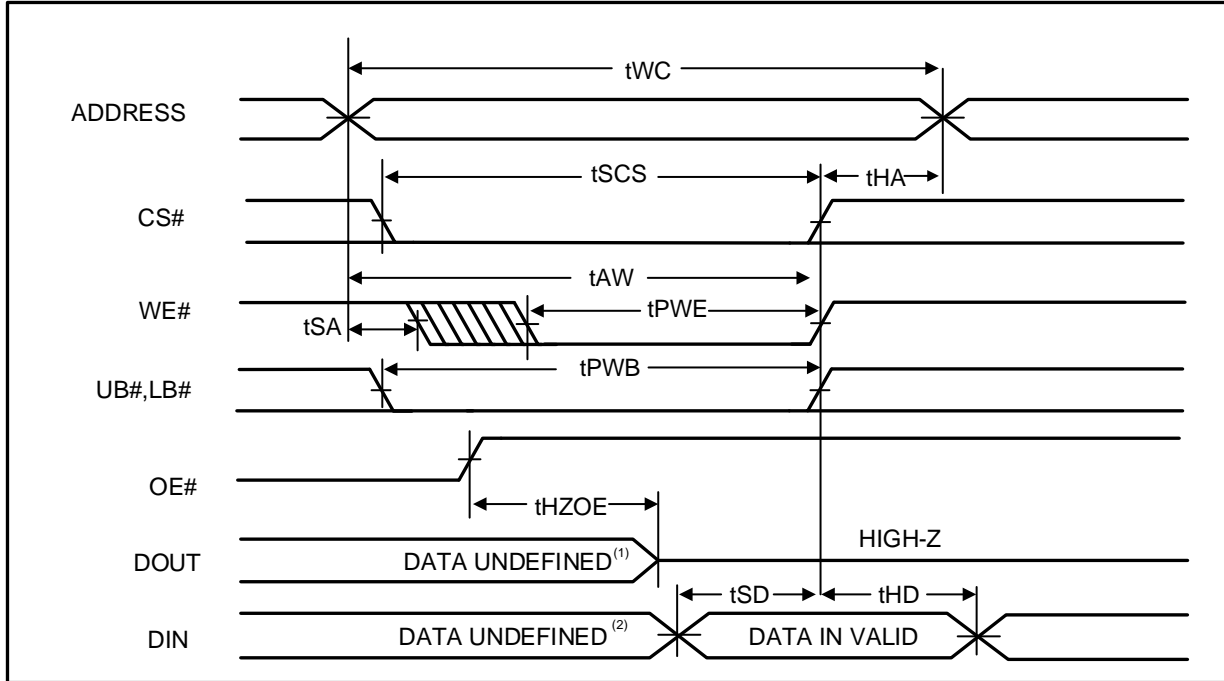 tWC
ADDRESS
tSCS
tHA
CS#
tAW
WE#
tSA
tPWE
tPWB
UB#,LB#
OE#
tHZOE
HIGH-Z
DOUT
DATA UNDEFINED(1)
tSD
tHD
DIN
DATA UNDEFINED (2)
DATA IN VALID